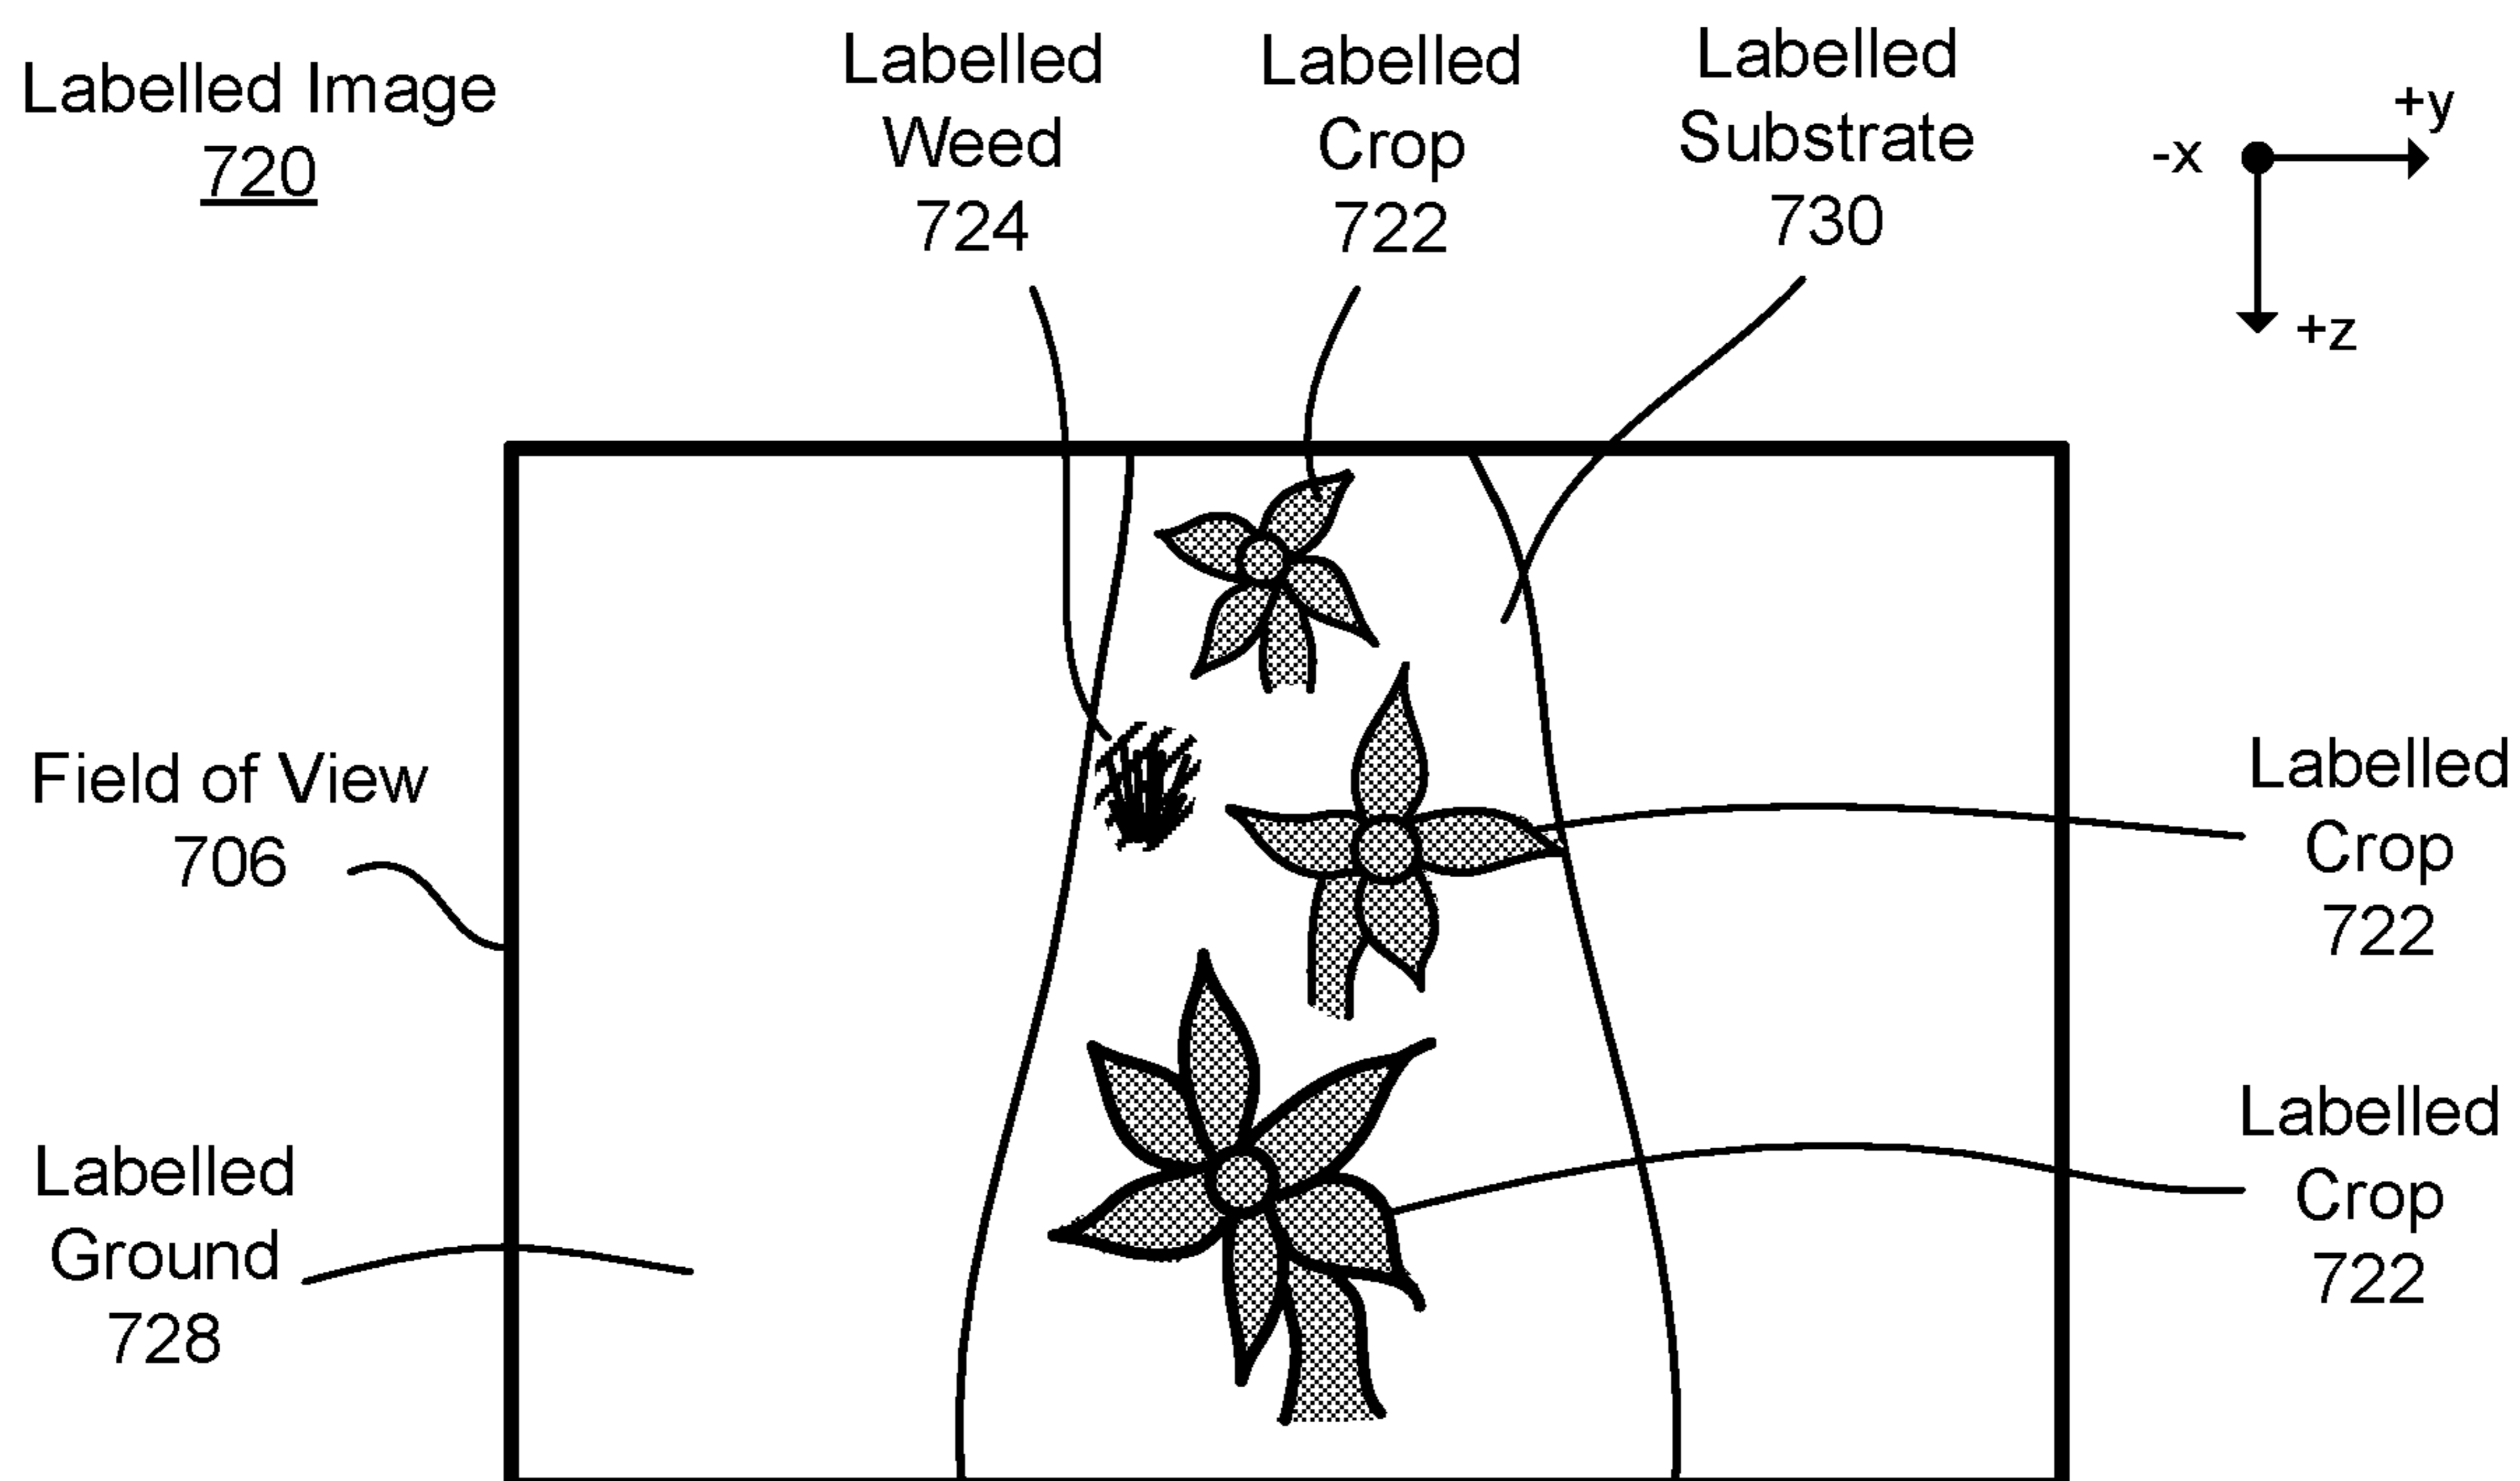 Labelled Image
720
Labelled
Weed
724
Labelled
Crop
722
Labelled
Substrate
730
+y
-x
+z
Field of View
706
Labelled
Crop
722
Labelled
Ground
728
Labelled
Crop
722